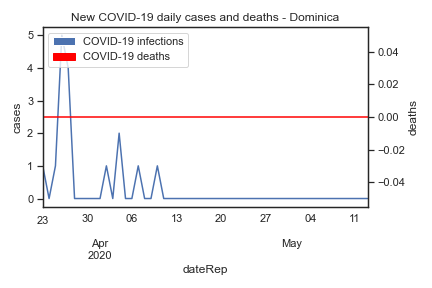 New COVID-19 daily cases and deaths - Dominica
COVID-19 infections
COVID-19 deaths
cases
5
4
3
2
1
0
deaths
0.04
0.02
0.00
−0.02
−0.04
23 30 06 13 20 27 04 11
Apr May
2020
dateRep